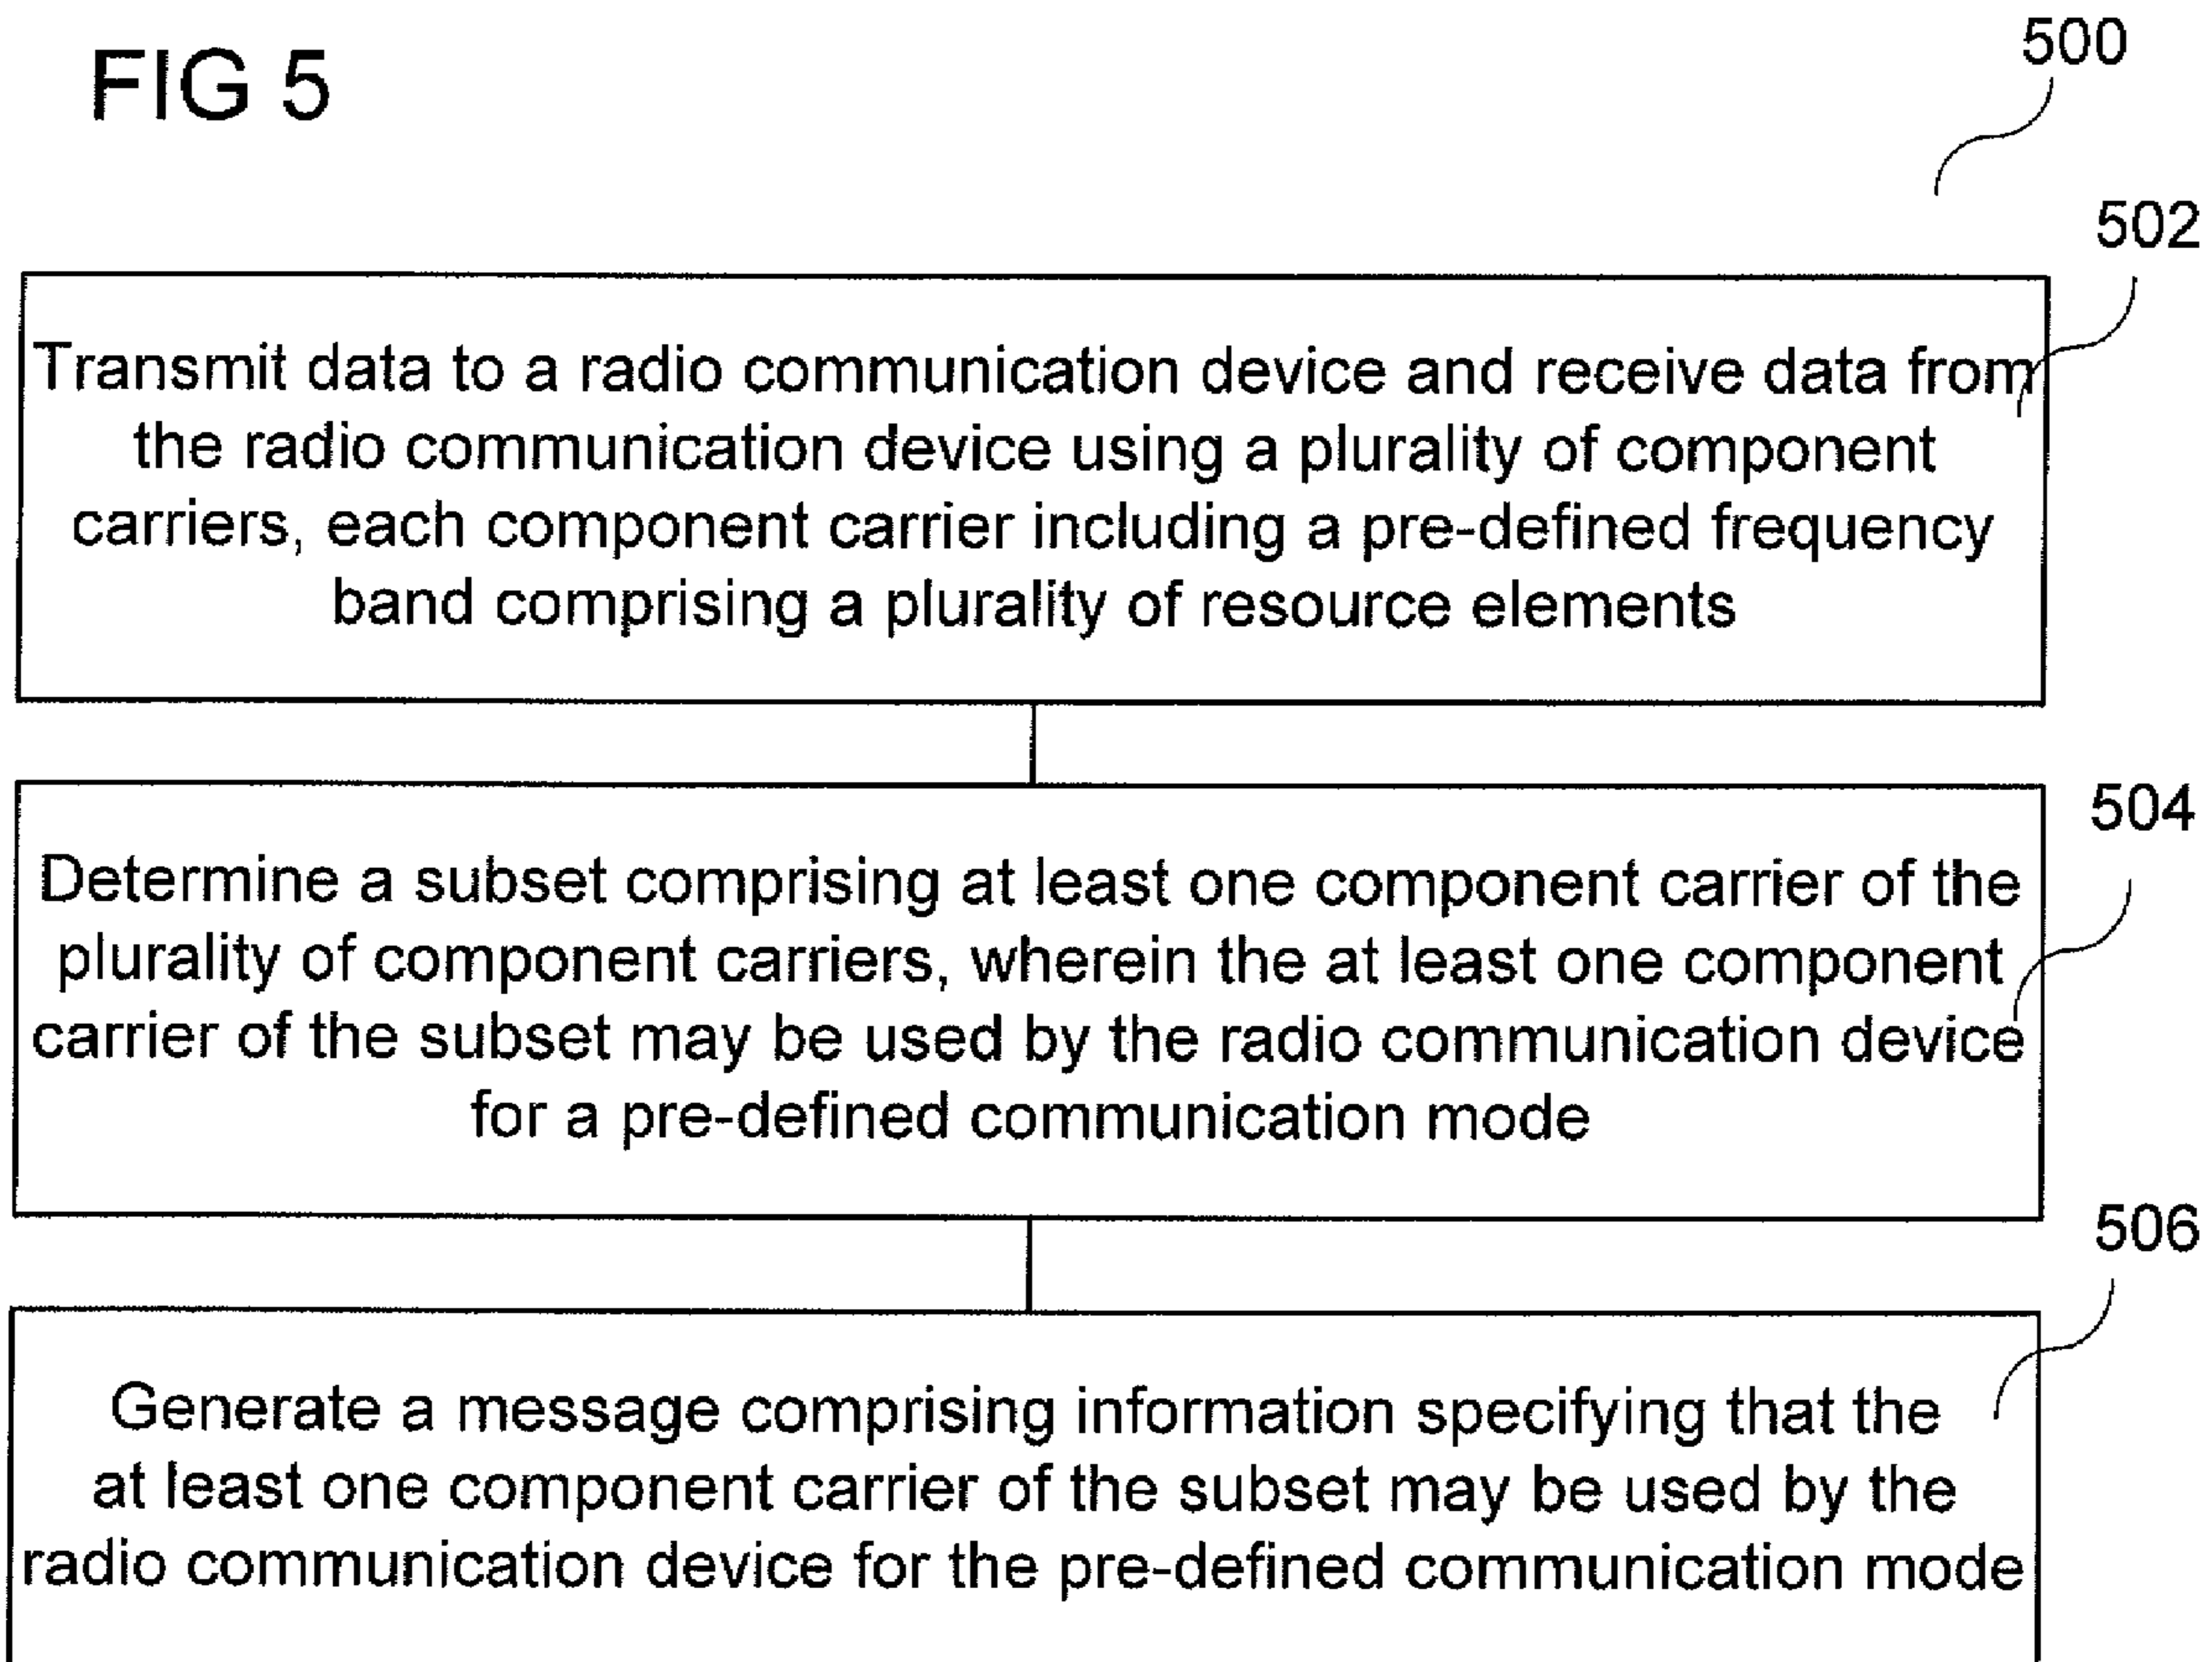 FIG 5
500
502
Transmit data to a radio communication device and receive data from
the radio communication device using a plurality of component
carriers, each component carrier including a pre-defined frequency
band comprising a plurality of resource elements
504
Determine a subset comprising at least one component carrier of the
plurality of component carriers, wherein the at least one component
carrier of the subset may be used by the radio communication device
for a pre-defined communication mode
506
Generate a message comprising information specifying that the
at least one component carrier of the subset may be used by the
radio communication device for the pre-defined communication mode